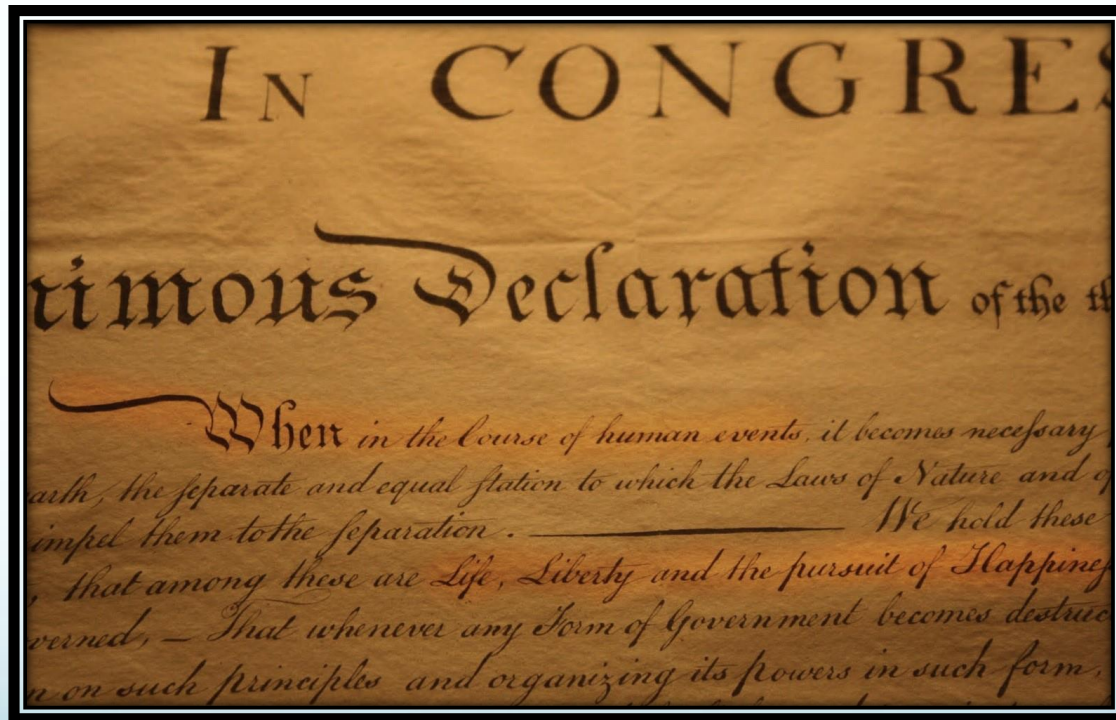 IN CONGRES
nimous Declaration of the th
When in the Course of human events, it becomes necessary
arth, the separate and equal station to which the Laws of Nature and of
impel them to the separation. ——— We hold these
, that among these are Life, Liberty and the pursuit of Happines
verned, — That whenever any Form of Government becomes destruc
n on such principles and organizing its powers in such form,